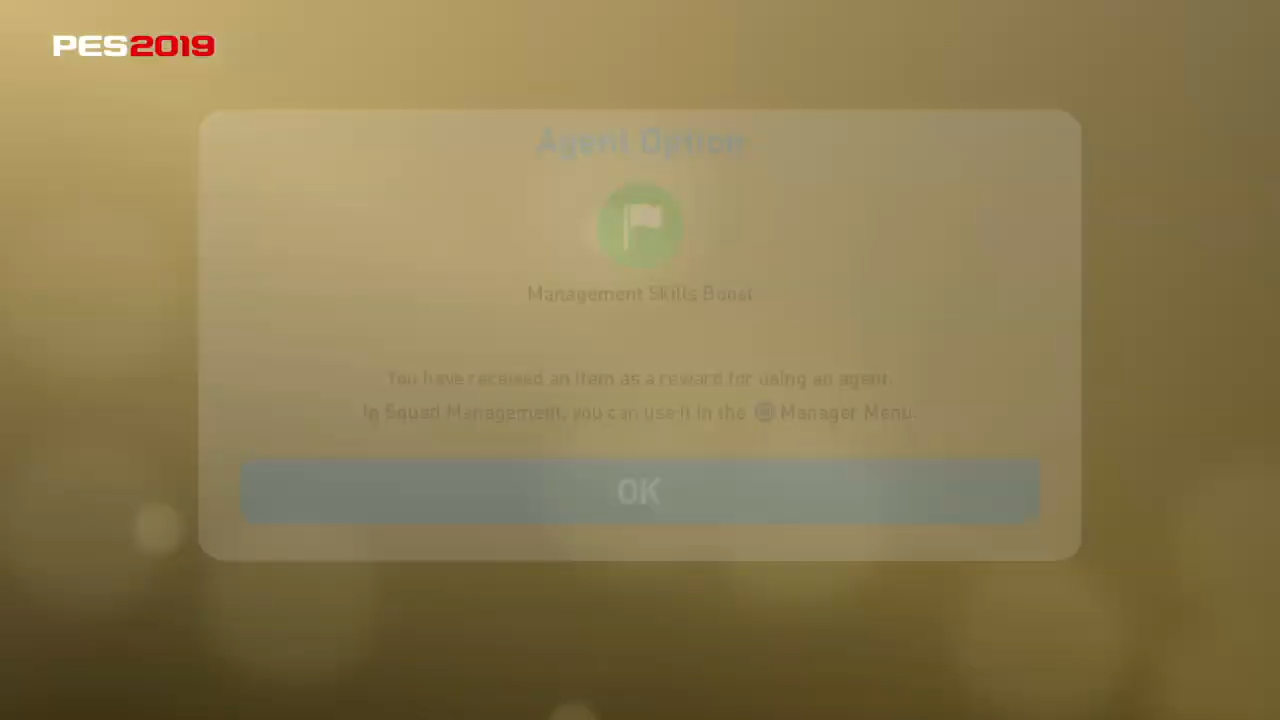 PES2019
Agent Option
Management Skills Boost
You have received an item as a reward for using an agent.
In Squad Management, you can use it in the Manager Menu.
OK